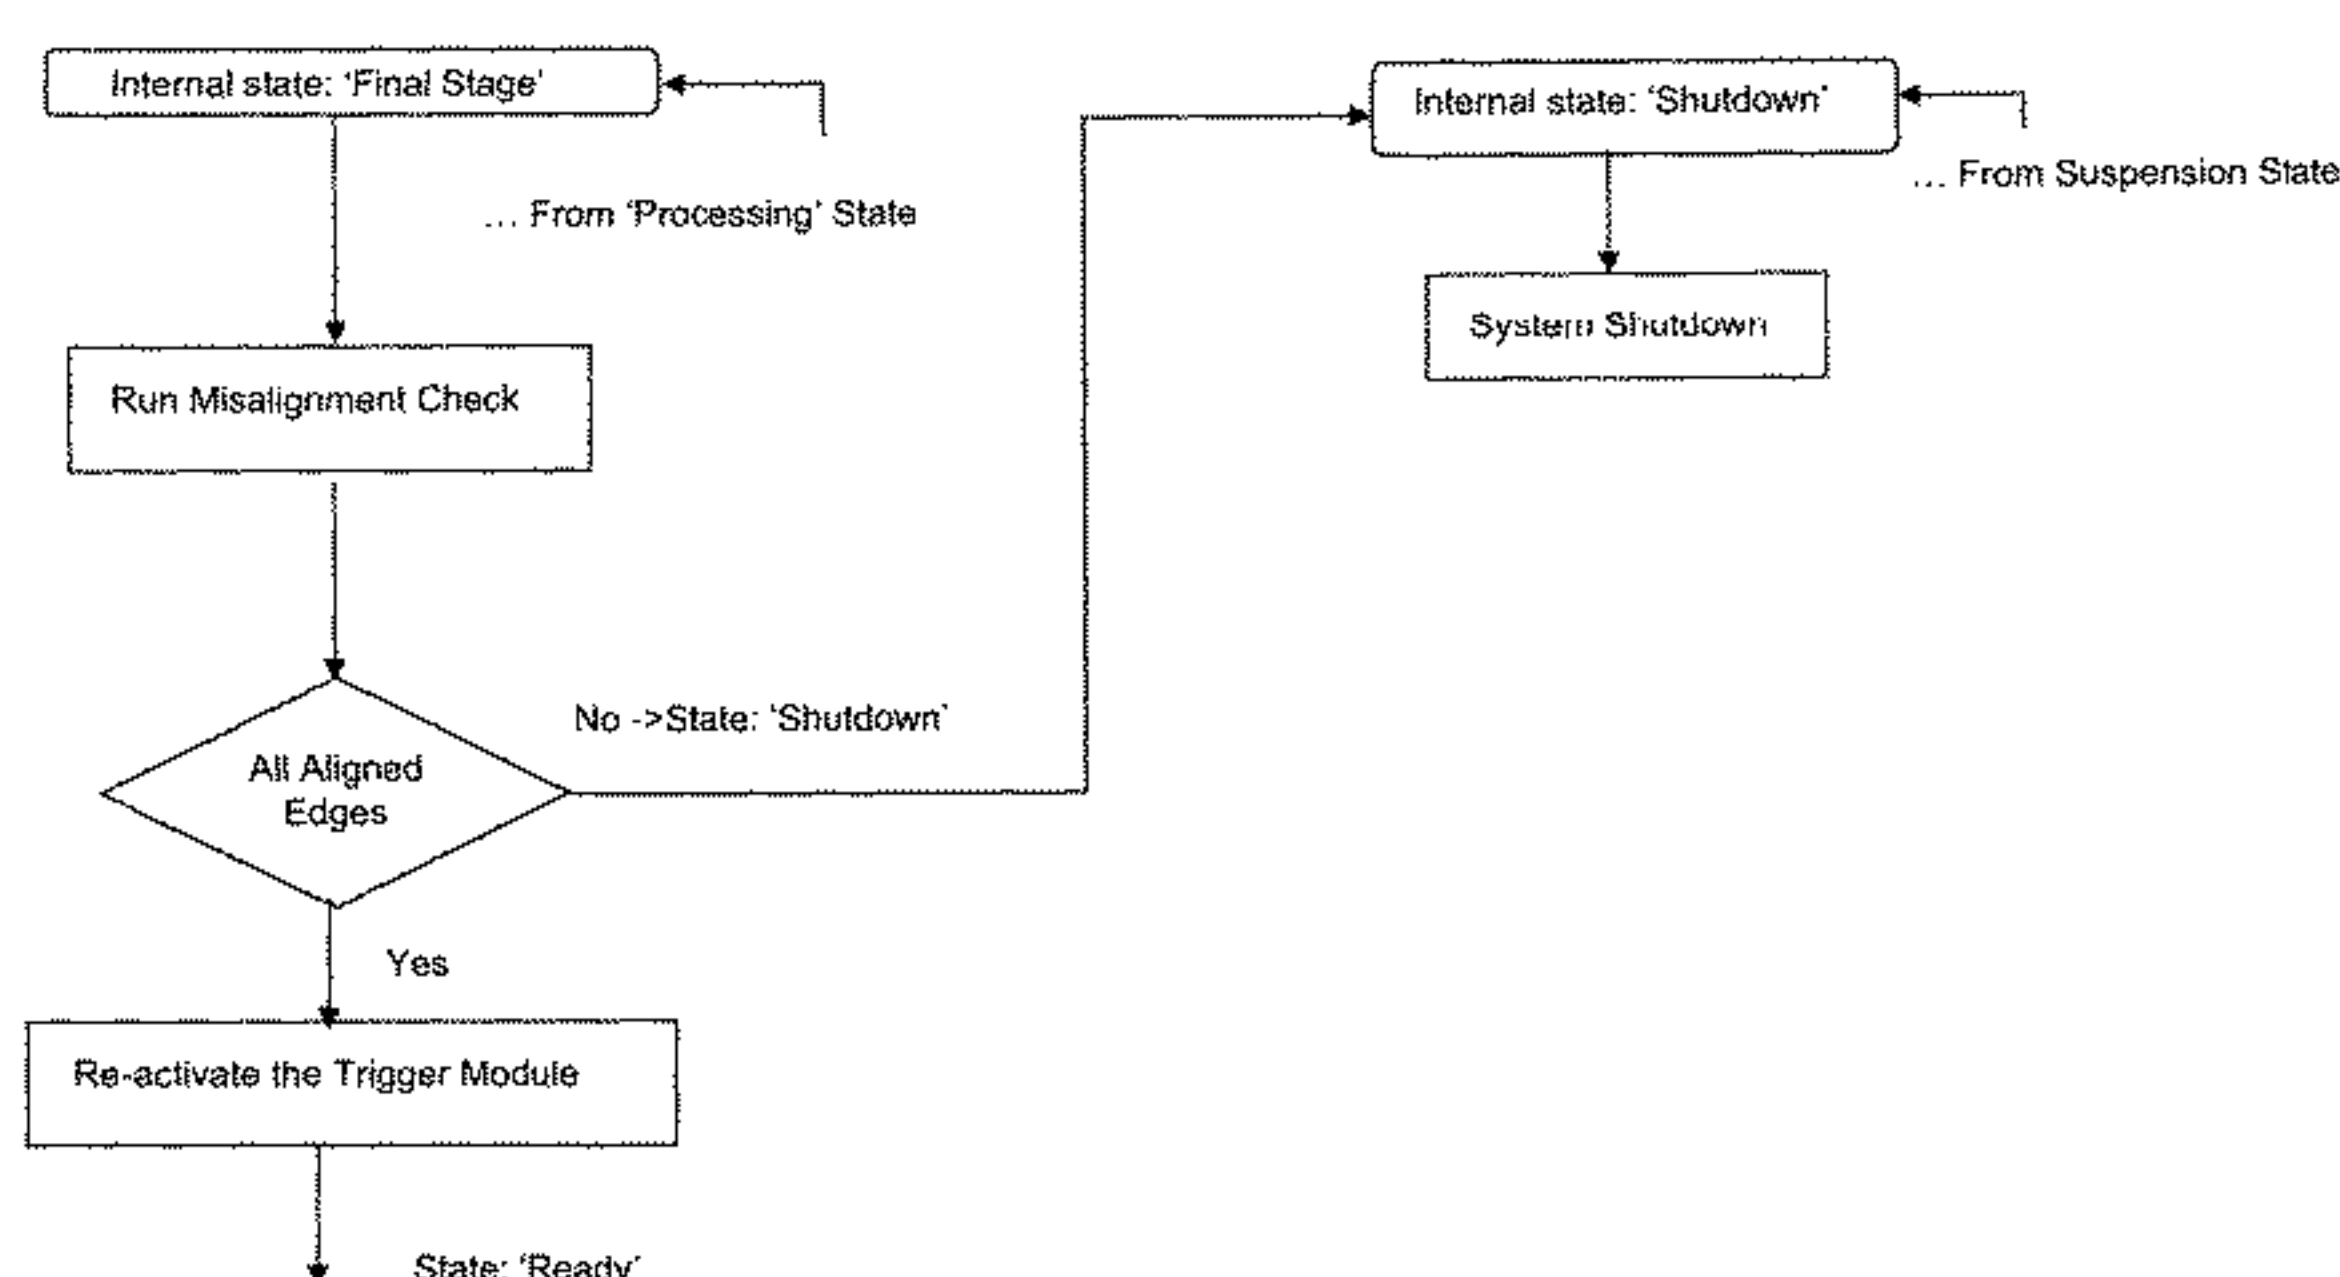 Internal state: ‘Final Stage’
Internal state: ‘Shutdown’
... From ‘Processing’ State
... From Suspension State
System Shutdown
Run Misalignment Check
No ->State: ‘Shutdown’
All Aligned
Edges
Yes
Re-activate the Trigger Module
State: ‘Ready’